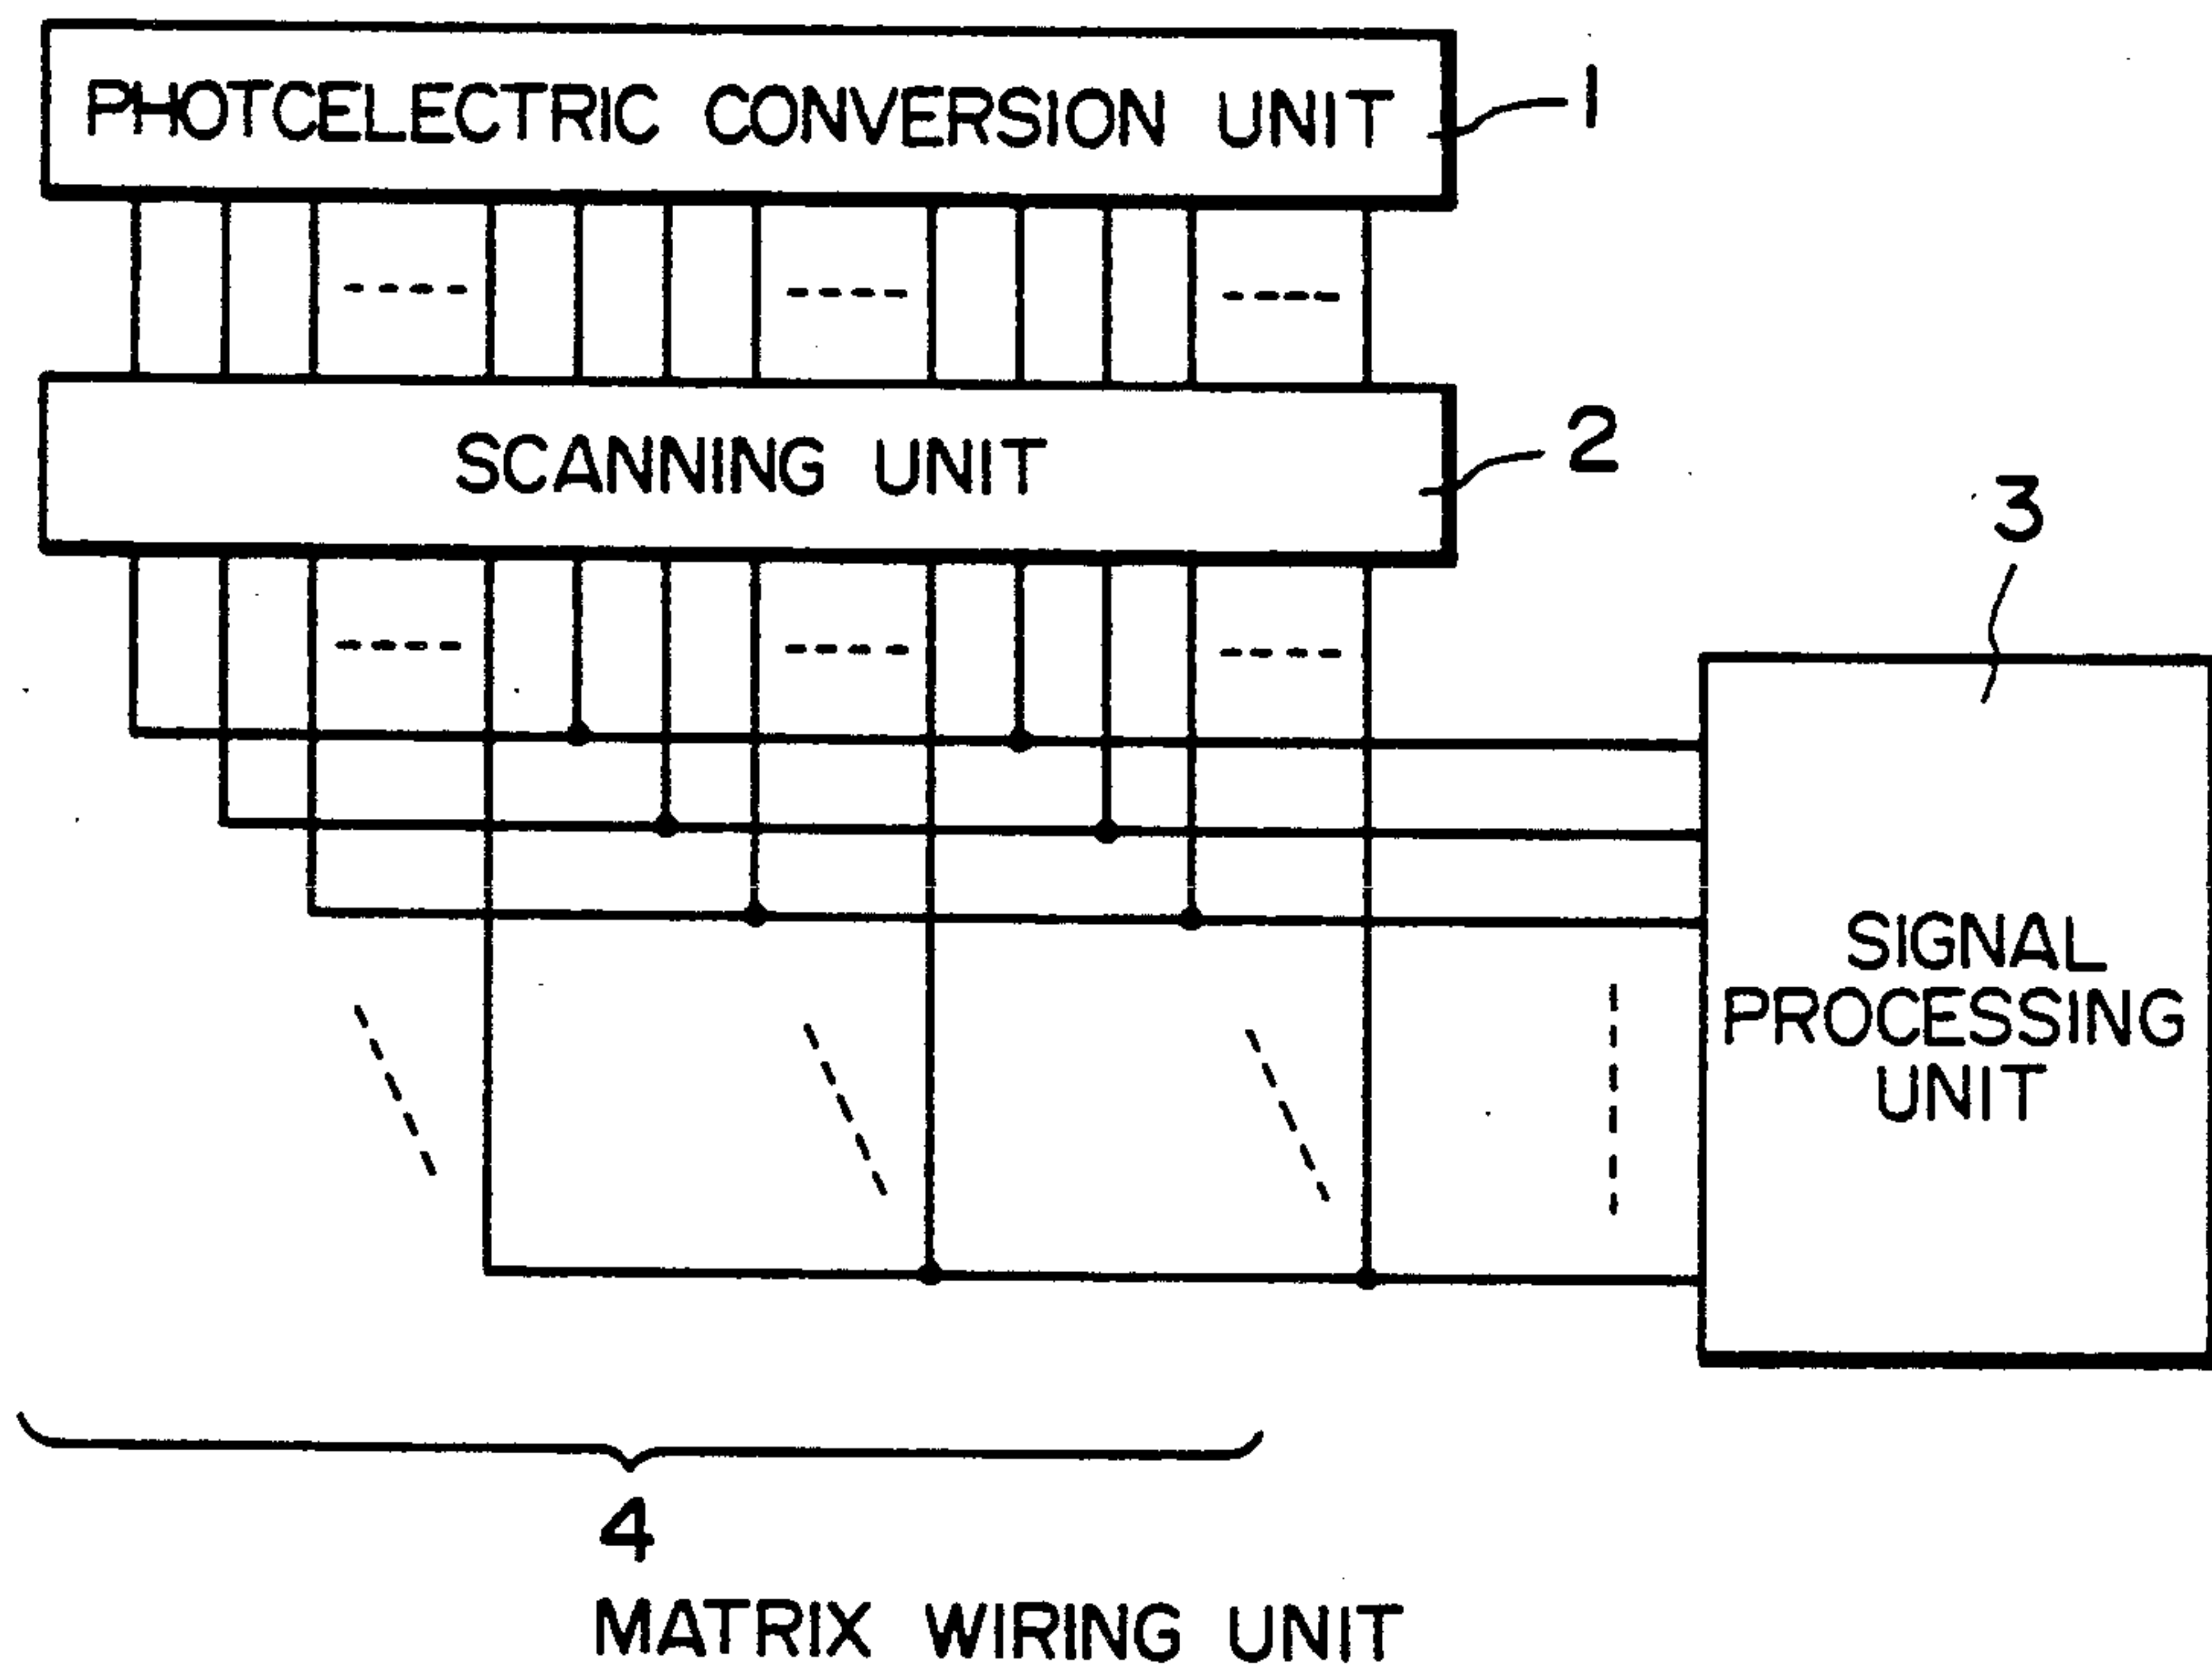 PHOTCELECTRIC CONVERSION UNIT
1
SCANNING UNIT
2
3
SIGNAL
PROCESSING
UNIT
4
MATRIX WIRING UNIT